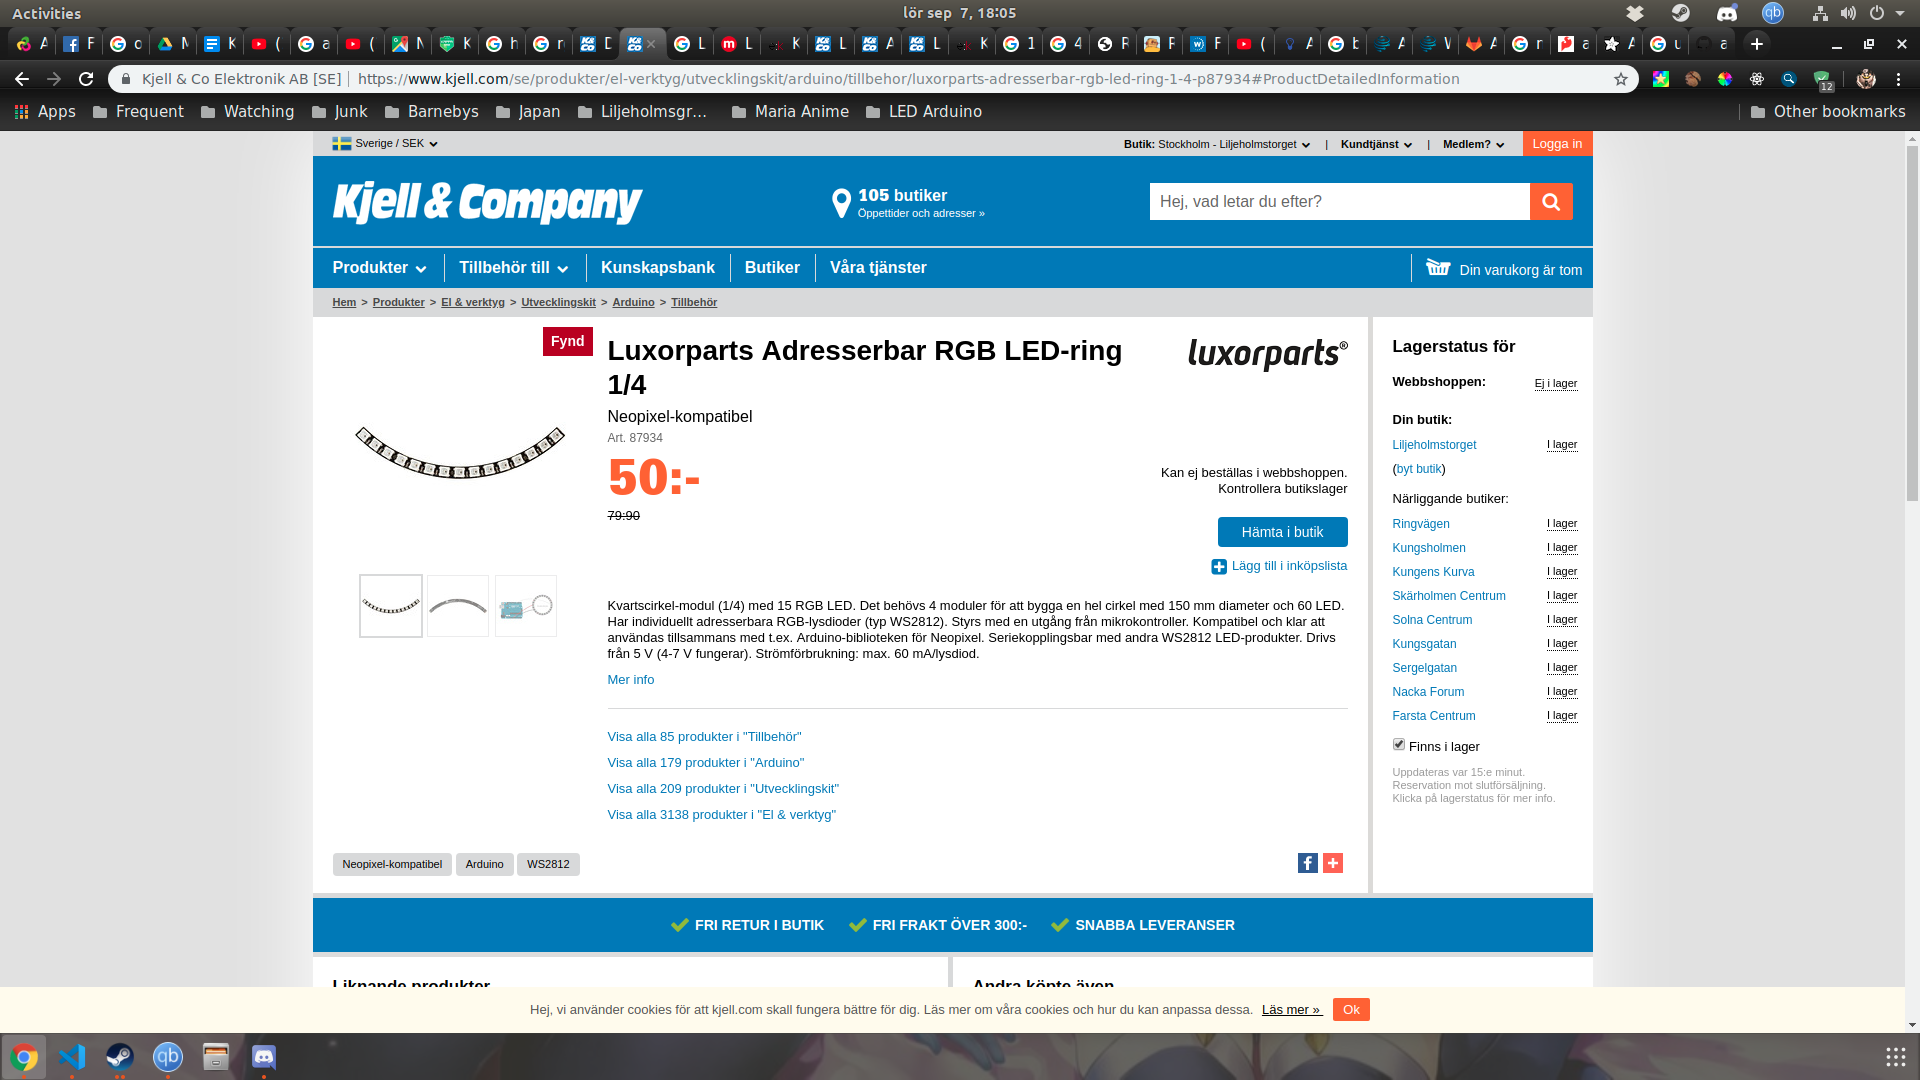 Activities
lör sep 7, 18:05
Kjell & Co Elektronik AB [SE]
https://www.kjell.com/se/produkter/el-verktyg/utvecklingskit/arduino/tillbehor/luxorparts-adresserbar-rgb-led-ring-1-4-p87934#ProductDetailedInformation
12
Apps
Frequent
Watching
Junk
Barnebys
Japan
Liljeholmsgr...
Maria Anime
LED Arduino
Other bookmarks
Sverige / SEK
Butik: Stockholm - Liljeholmstorget | Kundtjänst | Medlem?
Logga in
Kjell & Company
105 butiker
Öppettider och adresser »
Hej, vad letar du efter?
Produkter
Tillbehör till
Kunskapsbank
Butiker
Våra tjänster
Din varukorg är tom
Hem > Produkter > El & verktyg > Utvecklingskit > Arduino > Tillbehör
Fynd
Luxorparts Adresserbar RGB LED-ring
1/4
luxorparts®
Neopixel-kompatibel
Art. 87934
50:-
79:90
Kan ej beställas i webbshoppen.
Kontrollera butikslager
Hämta i butik
Lägg till i inköpslista
Kvartscirkel-modul (1/4) med 15 RGB LED. Det behövs 4 moduler för att bygga en hel cirkel med 150 mm diameter och 60 LED.
Har individuellt adresserbara RGB-lysdioder (typ WS2812). Styrs med en utgång från mikrokontroller. Kompatibel och klar att
användas tillsammans med t.ex. Arduino-biblioteken för Neopixel. Seriekopplingsbar med andra WS2812 LED-produkter. Drivs
från 5 V (4-7 V fungerar). Strömförbrukning: max. 60 mA/lysdiod.
Mer info
Visa alla 85 produkter i "Tillbehör"
Visa alla 179 produkter i "Arduino"
Visa alla 209 produkter i "Utvecklingskit"
Visa alla 3138 produkter i "El & verktyg"
Neopixel-kompatibel
Arduino
WS2812
Lagerstatus för
Webbshoppen: Ej i lager
Din butik:
Liljeholmstorget I lager
(byt butik)
Närliggande butiker:
Ringvägen I lager
Kungsholmen I lager
Kungens Kurva I lager
Skärholmen Centrum I lager
Solna Centrum I lager
Kungsgatan I lager
Sergelgatan I lager
Nacka Forum I lager
Farsta Centrum I lager
Finns i lager
Uppdateras var 15:e minut.
Reservation mot slutförsäljning.
Klicka på lagerstatus för mer info.
FRI RETUR I BUTIK
FRI FRAKT ÖVER 300:-
SNABBA LEVERANSER
Liknande produkter
Andra köpte även
Hej, vi använder cookies för att kjell.com skall fungera bättre för dig. Läs mer om våra cookies och hur du kan anpassa dessa. Läs mer »
Ok